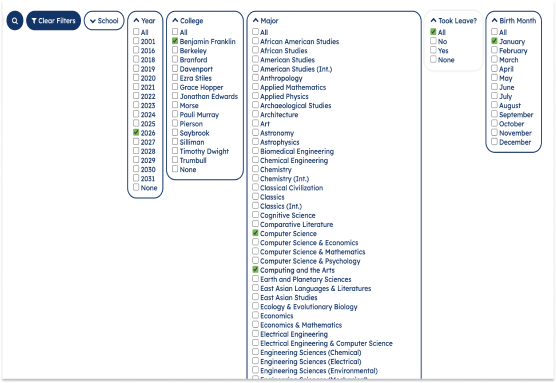 Clear Filters
School
Year
All
2001
2016
2018
2019
2020
2021
2022
2023
2024
2025
2026
2027
2028
2029
2030
2031
None
College
All
Benjamin Franklin
Berkeley
Branford
Davenport
Ezra Stiles
Grace Hopper
Jonathan Edwards
Morse
Pauli Murray
Pierson
Saybrook
Silliman
Timothy Dwight
Trumbull
None
Major
All
African American Studies
African Studies
American Studies
American Studies (Int.)
Anthropology
Applied Mathematics
Applied Physics
Archaeological Studies
Architecture
Art
Astronomy
Astrophysics
Biomedical Engineering
Chemical Engineering
Chemistry
Chemistry (Int.)
Classical Civilization
Classics
Classics (Int.)
Cognitive Science
Comparative Literature
Computer Science
Computer Science & Economics
Computer Science & Mathematics
Computer Science & Psychology
Computing and the Arts
Earth and Planetary Sciences
East Asian Languages & Literatures
East Asian Studies
Ecology & Evolutionary Biology
Economics
Economics & Mathematics
Electrical Engineering
Electrical Engineering & Computer Science
Engineering Sciences (Chemical)
Engineering Sciences (Electrical)
Engineering Sciences (Environmental)
Took Leave?
All
No
Yes
None
Birth Month
All
January
February
March
April
May
June
July
August
September
October
November
December